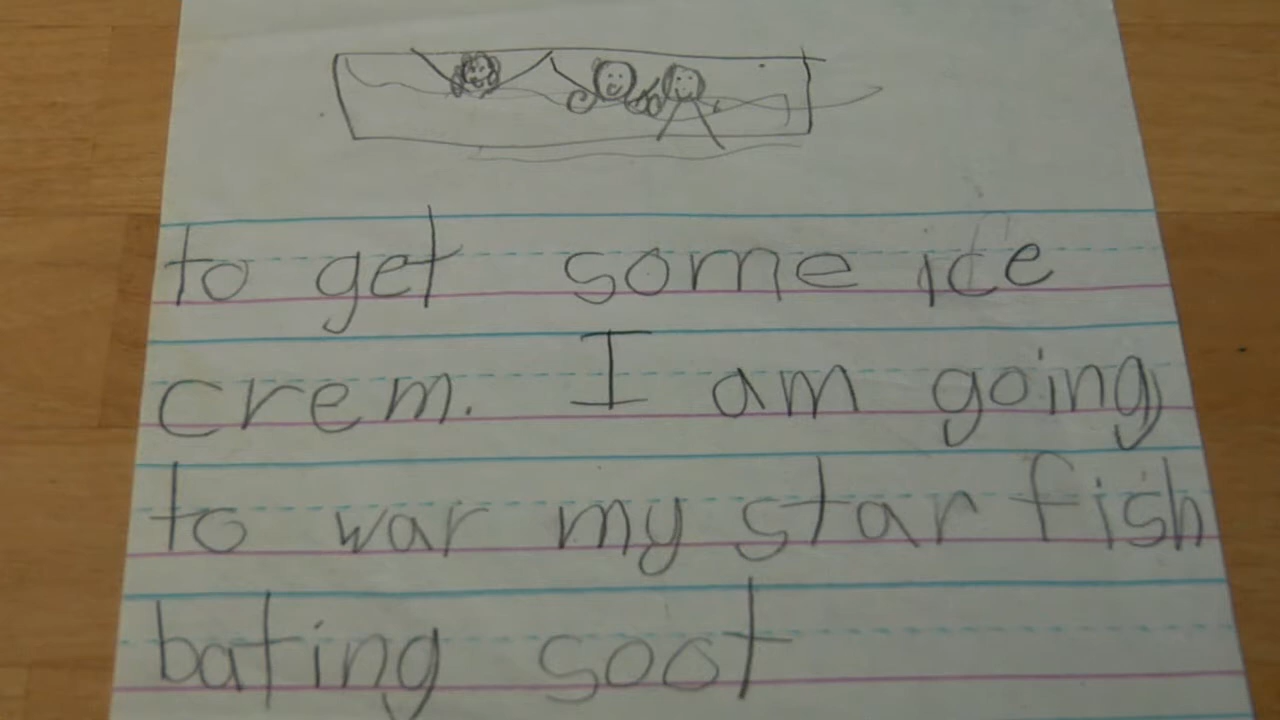 to get some ice
crem. I am going
to war my star fish
bating soot